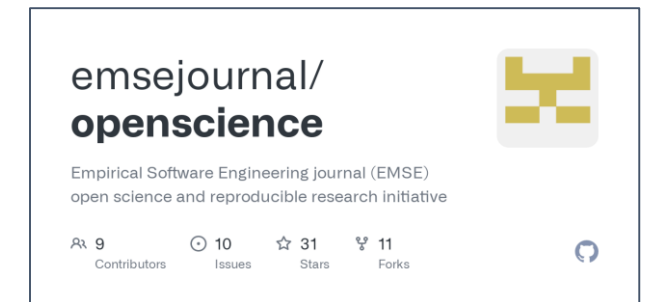 emsejournal/
openscience
Empirical Software Engineering journal (EMSE)
open science and reproducible research initiative
9 10 31 11
Contributors Issues Stars Forks